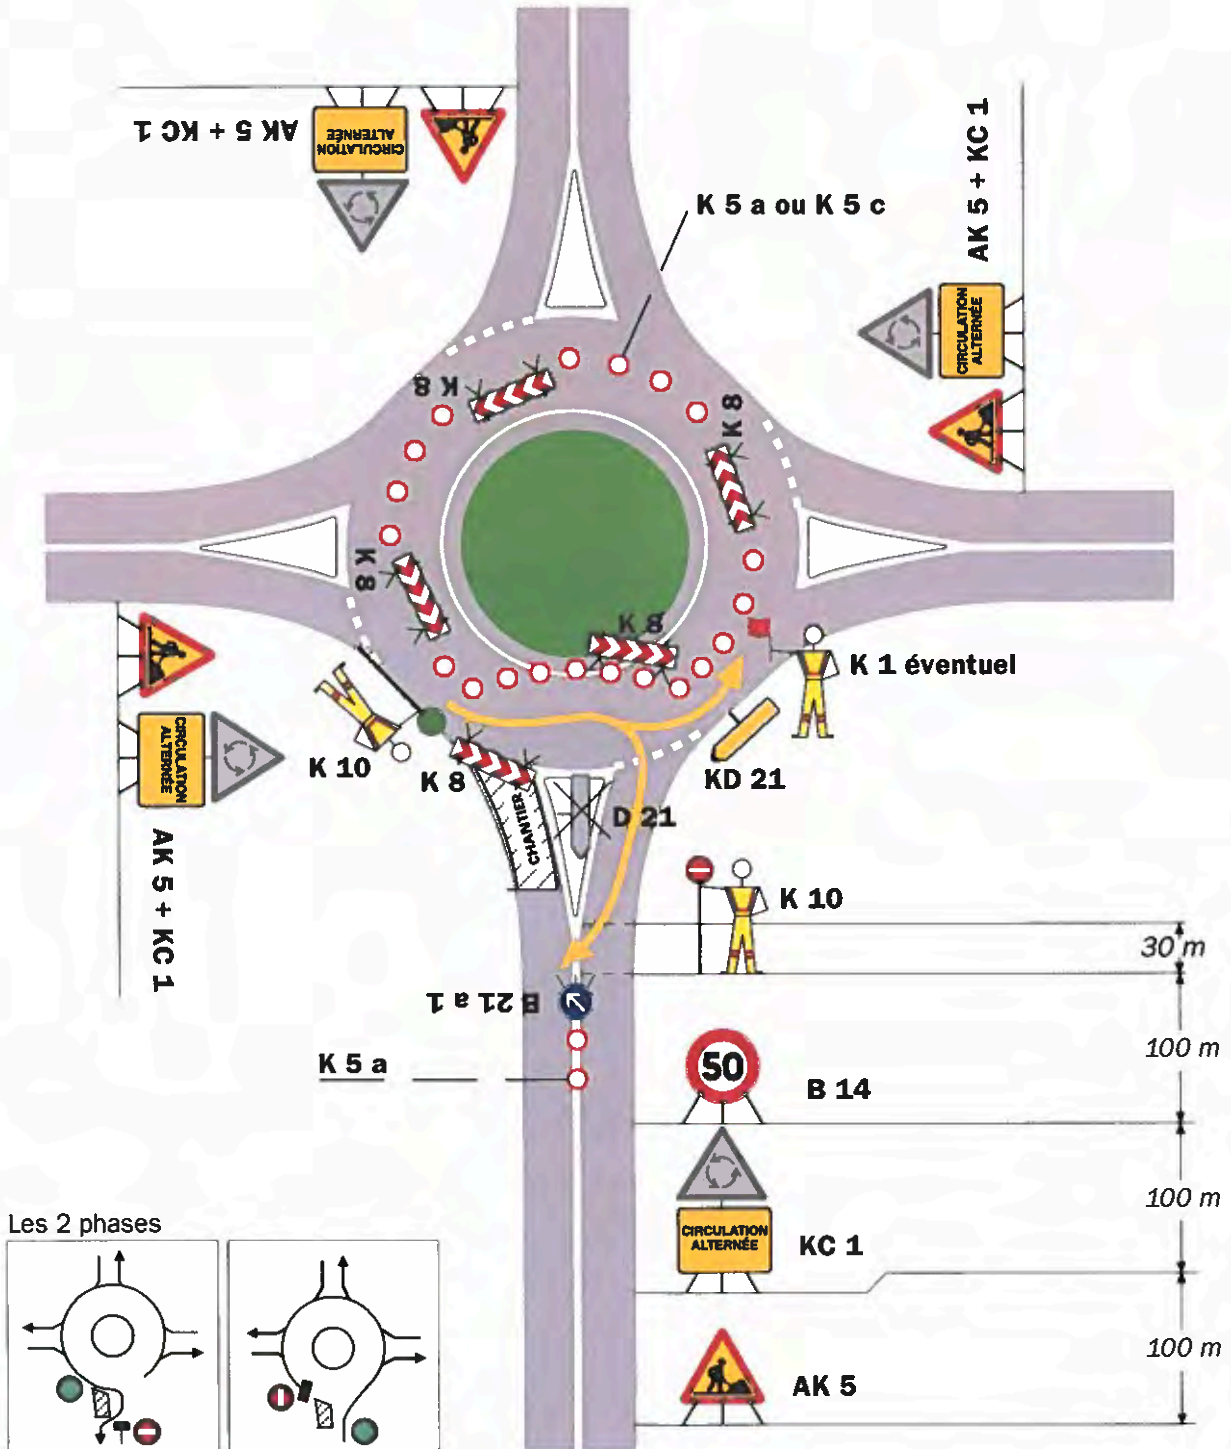 AK 5 + KC 1
CIRCULATION
ALTERNÉE
K 5 a ou K 5 c
AK 5 + KC 1
CIRCULATION
ALTERNÉE
K 8
K 8
K 8
K 8
K 1 éventuel
CIRCULATION
ALTERNÉE
AK 5 + KC 1
K 10
K 8
KD 21
CHANTIER
D 21
K 10
30 m
B 21 a 1
100 m
K 5 a
50
B 14
100 m
Les 2 phases
CIRCULATION
ALTERNÉE
KC 1
100 m
AK 5